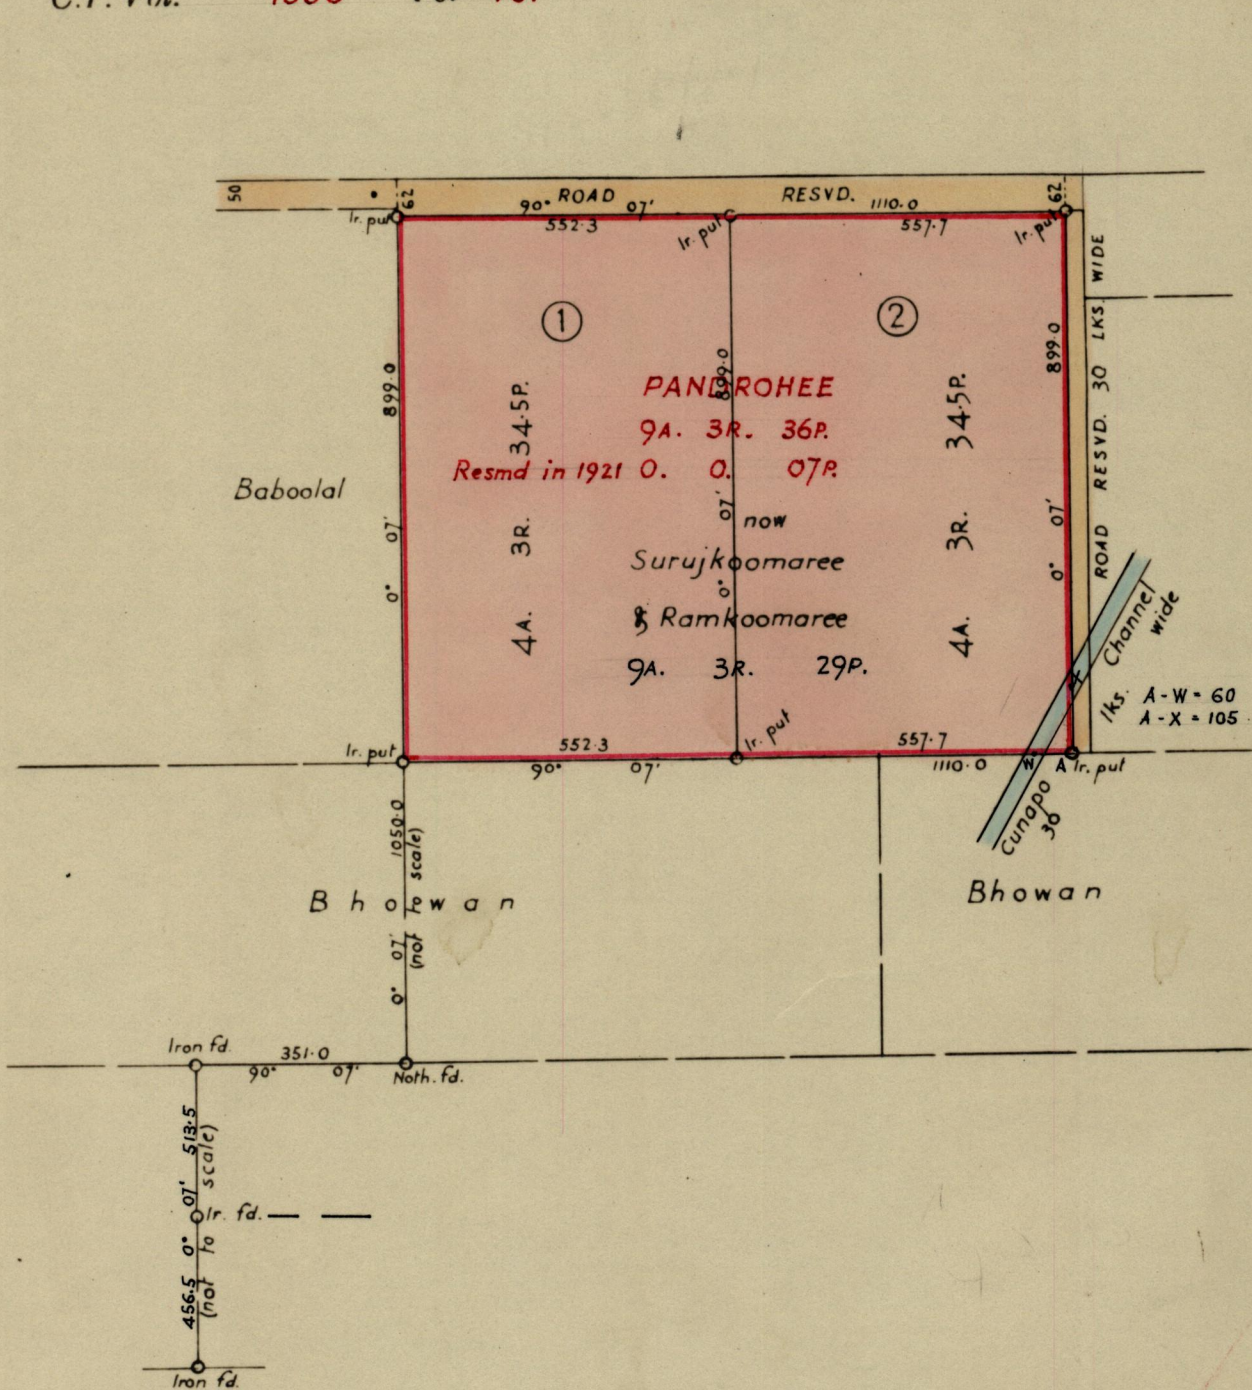 50
62
ROAD RESVD.
62
90° 07' 1110·0
Ir. put
552·3
Ir. put
557·7
Ir. put
1
2
899·0
0° 07'
899·0
0° 07'
899·0
0° 07'
ROAD RESVD. 30 LKS. WIDE
4A. 3R. 34·5P.
4A. 3R. 34·5P.
PANDROHEE
9A. 3R. 36P.
Resmd in 1921 0. 0. 07P.
now
Surujkoomaree
& Ramkoomaree
9A. 3R. 29P.
Baboolal
Cunapo Channel
30 lks. wide
X
A-W = 60
A-X = 105
Ir. put
552·3
Ir. put
557·7
90° 07'
1110·0
W
A
Ir. put
0° 07' 1050·0
(not to scale)
Bhowan
Bhowan
Iron fd.
351·0
90° 07'
Noth. fd.
0° 07' 513·5
456·5
(not to scale)
Ir. fd.
Iron fd.